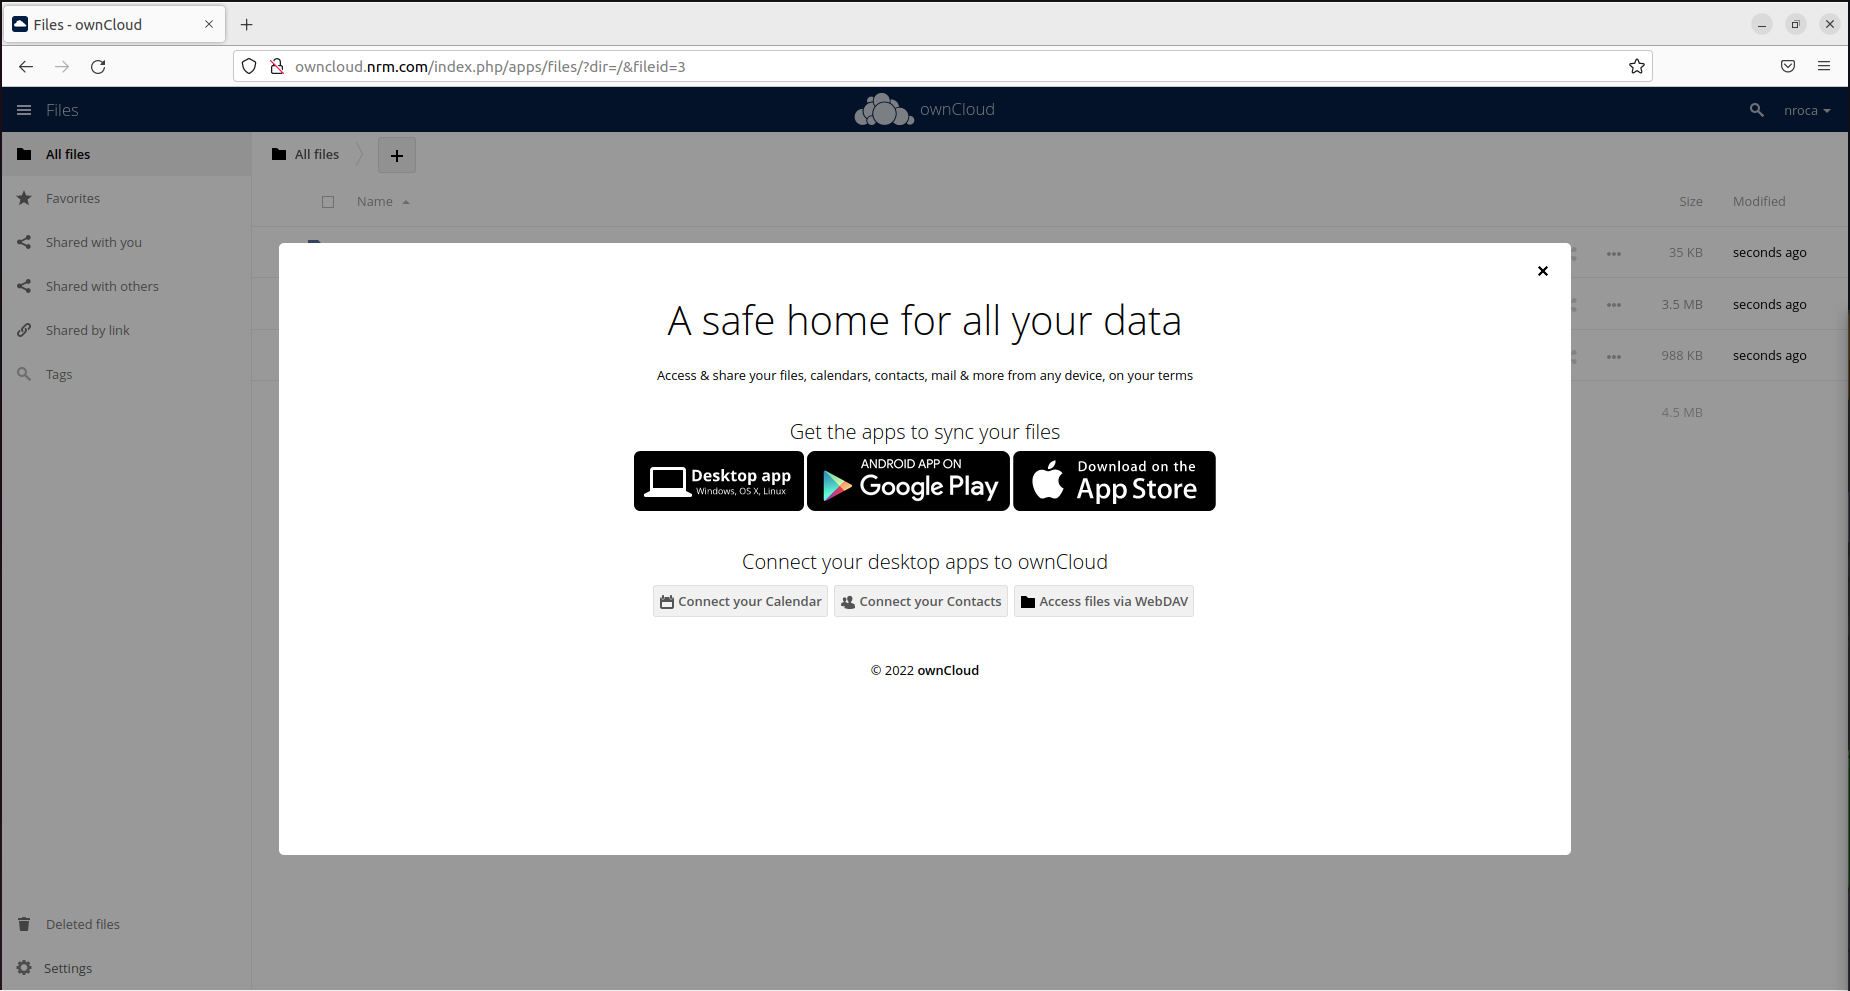 Files - ownCloud
owncloud.nrm.com/index.php/apps/files/?dir=/&fileid=3
Files
ownCloud
nroca
All files
Favorites
Shared with you
Shared with others
Shared by link
Tags
Deleted files
Settings
All files
+
Name Size Modified
35 KB seconds ago
3.5 MB seconds ago
988 KB seconds ago
4.5 MB
A safe home for all your data
Access & share your files, calendars, contacts, mail & more from any device, on your terms
Get the apps to sync your files
Desktop app
Windows, OS X, Linux
ANDROID APP ON
Google Play
Download on the
App Store
Connect your desktop apps to ownCloud
Connect your Calendar
Connect your Contacts
Access files via WebDAV
© 2022 ownCloud